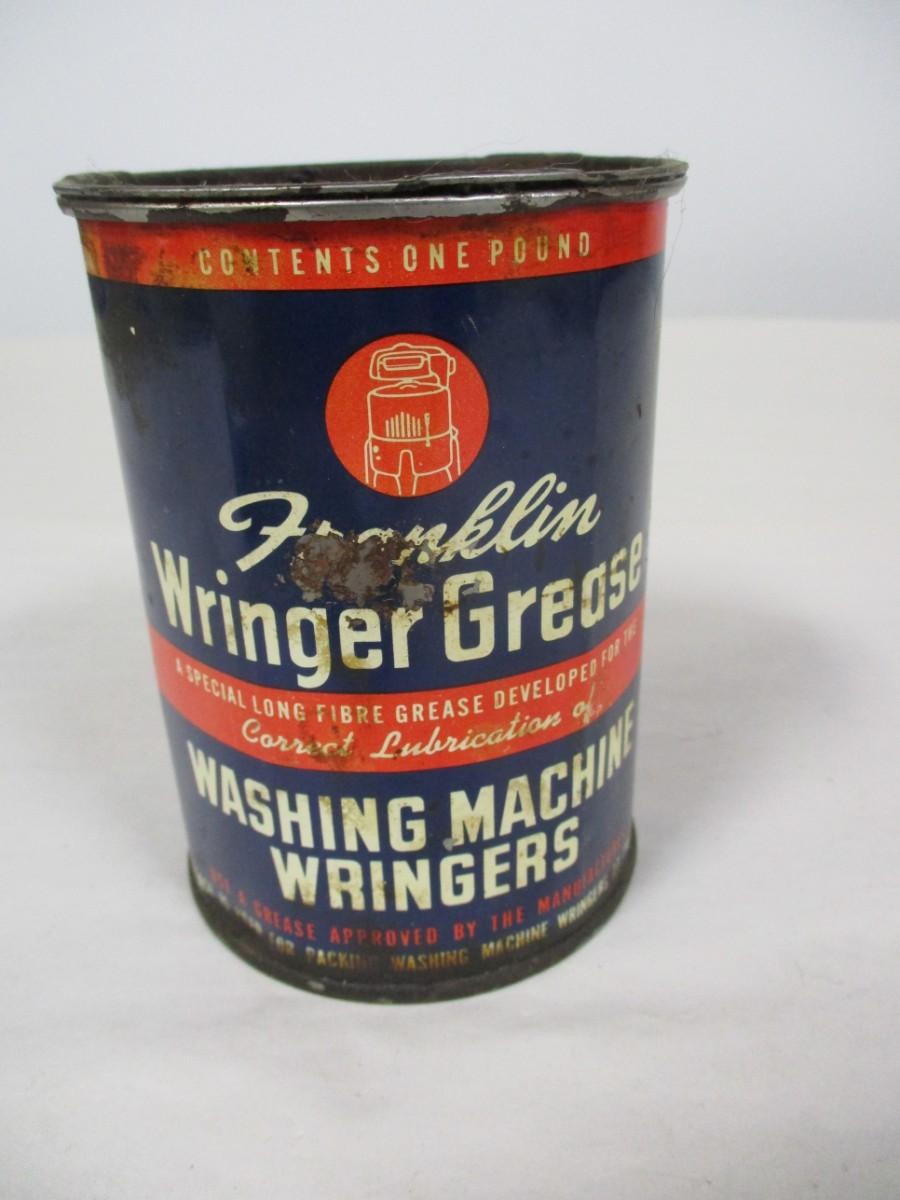 CONTENTS ONE POUND
Franklin
Wringer Grease
A SPECIAL LONG FIBRE GREASE DEVELOPED FOR THE
Correct Lubrication of
WASHING MACHINE
WRINGERS
A GREASE APPROVED BY THE
FOR PACKING WASHING MACHINE WRINGERS